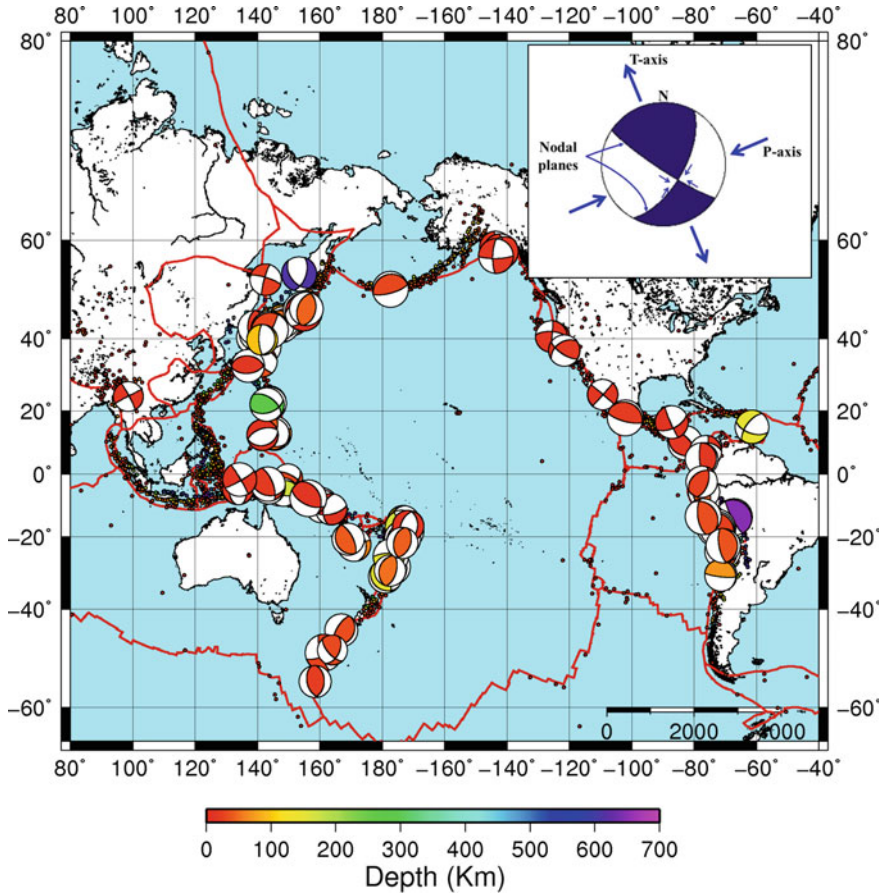 80 100 120 140 160 180 −160° −140° −120° −100° −80° −60° −40°
80° 80°
T-axis
N
Nodal
planes
P-axis
60° 60°
40° 40°
20° 20°
0° 0°
−20° −20°
−40° −40°
−60° −60°
0 2000 4000
80 100 120 140 160 180 −160° −140° −120° −100° −80° −60° −40°
0 100 200 300 400 500 600 700
Depth (Km)